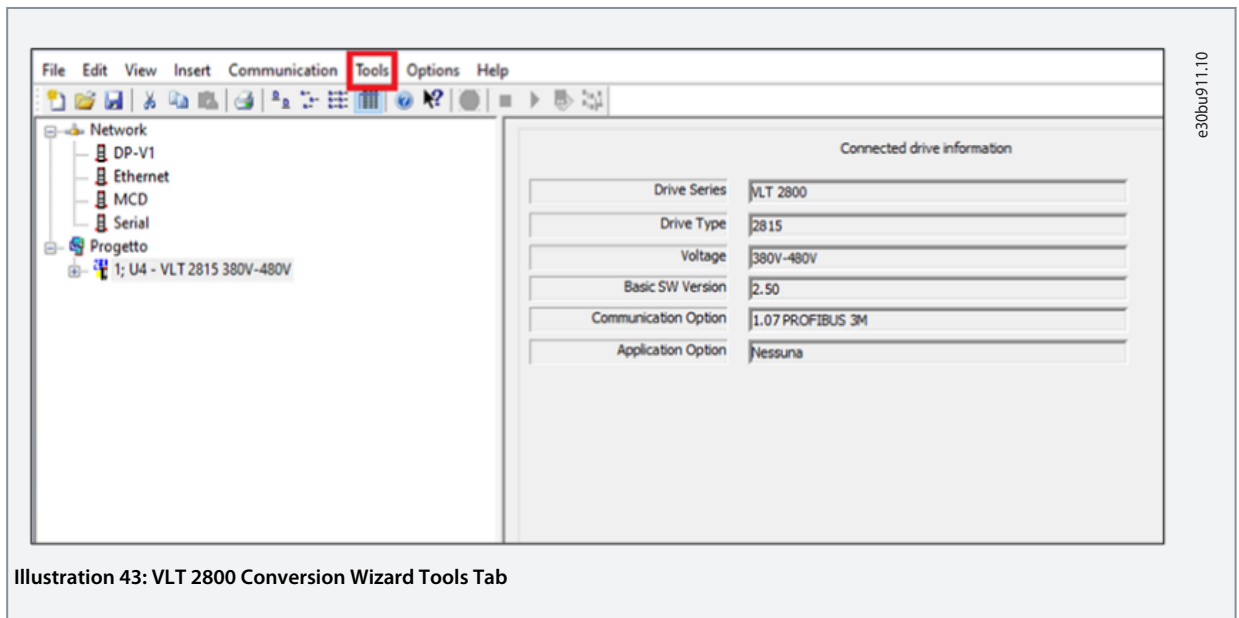 File Edit View Insert Communication Tools Options Help
Network
DP-V1
Ethernet
MCD
Serial
Progetto
1; U4 - VLT 2815 380V-480V
Connected drive information
Drive Series VLT 2800
Drive Type 2815
Voltage 380V-480V
Basic SW Version 2.50
Communication Option 1.07 PROFIBUS 3M
Application Option Nessuna
e30bu911.10
Illustration 43: VLT 2800 Conversion Wizard Tools Tab